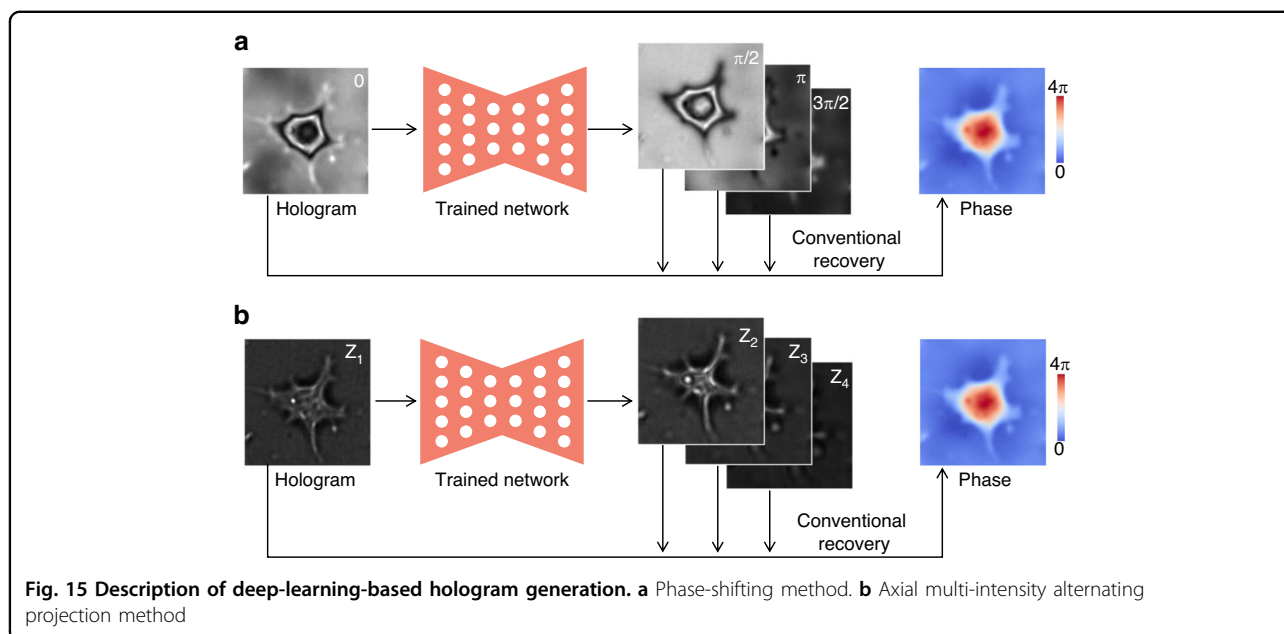 a
0
π/2
π
3π/2
4π
0
Hologram
Trained network
Phase
Conventional
recovery
b
Z₁
Z₂
Z₃
Z₄
4π
0
Hologram
Trained network
Phase
Conventional
recovery
Fig. 15 Description of deep-learning-based hologram generation. a Phase-shifting method. b Axial multi-intensity alternating
projection method